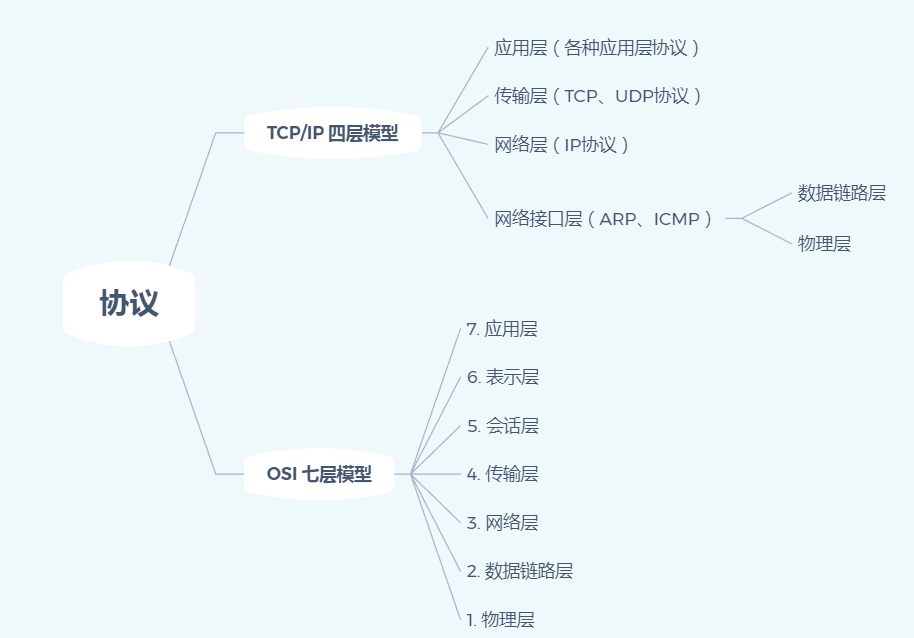 协议
TCP/IP 四层模型
应用层（各种应用层协议）
传输层（TCP、UDP协议）
网络层（IP协议）
网络接口层（ARP、ICMP）
数据链路层
物理层
OSI 七层模型
7. 应用层
6. 表示层
5. 会话层
4. 传输层
3. 网络层
2. 数据链路层
1. 物理层